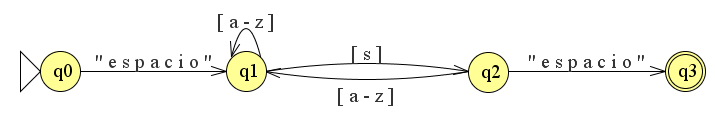 [a-z]
"espacio" [s] "espacio"
q0 q1 q2 q3
[a-z]